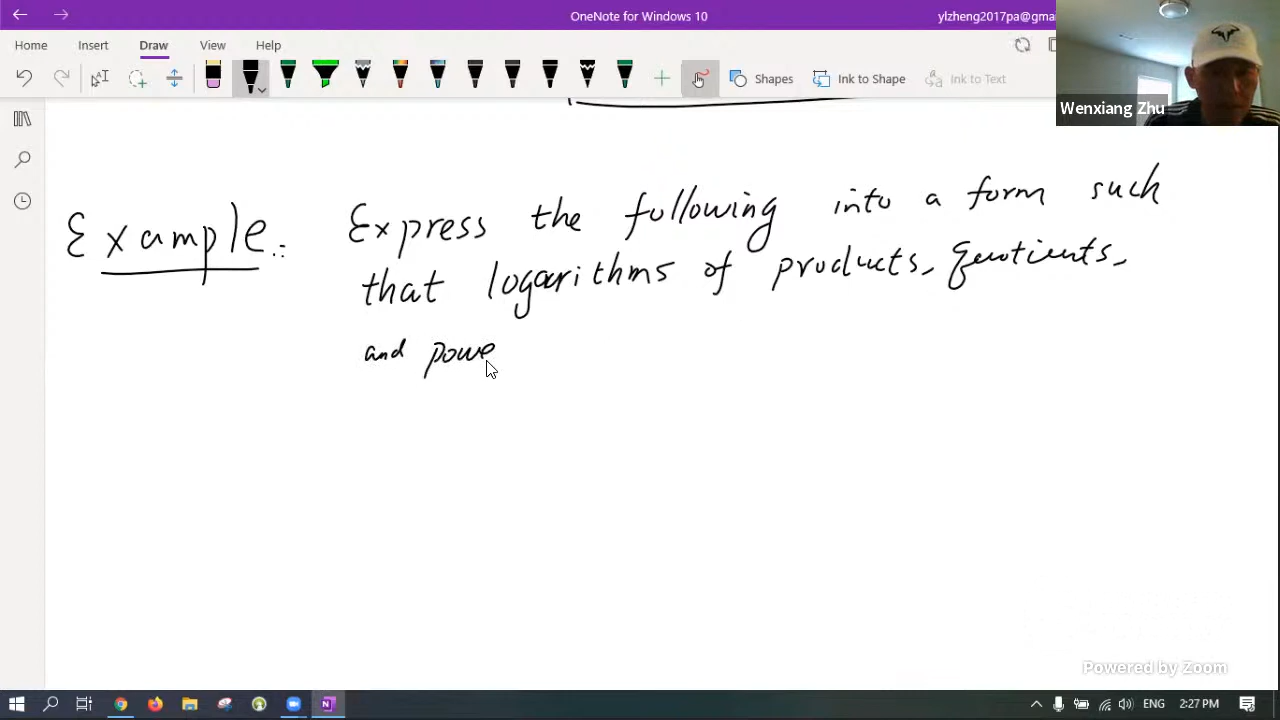 OneNote for Windows 10
ylzheng2017pa@gma
Home Insert Draw View Help
Shapes Ink to Shape Ink to Text
Wenxiang Zhu
Example: Express the following into a form such
that logarithms of products, quotients,
and powe
Powered by Zoom
ENG 2:27 PM